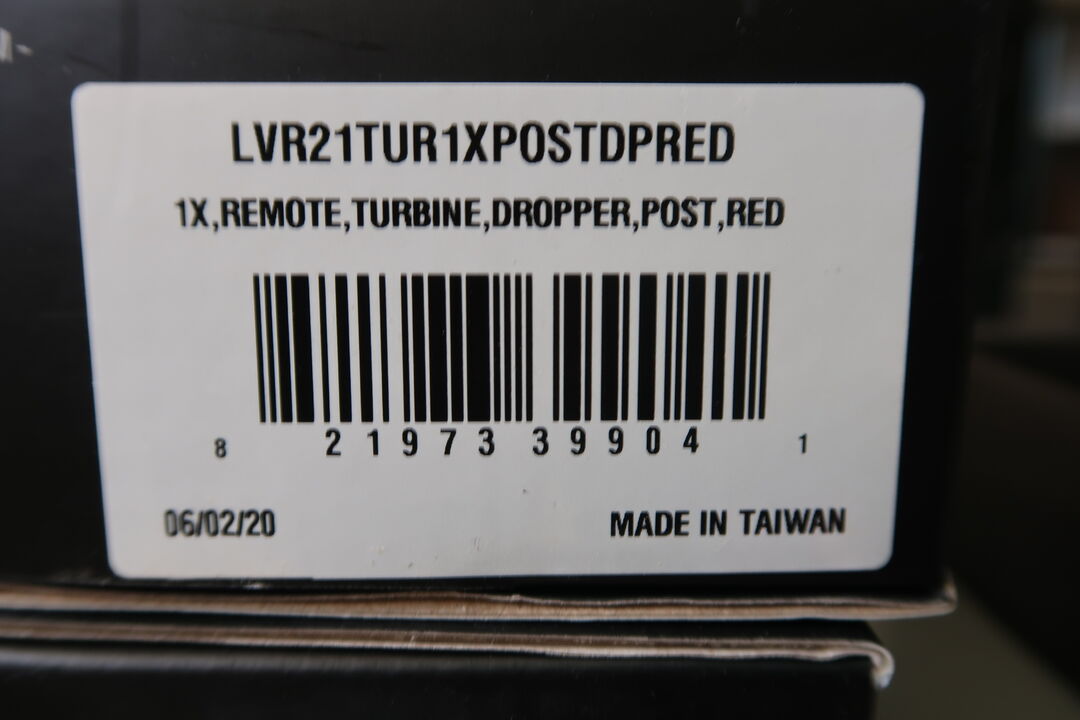 LVR21TUR1XPOSTDPRED
1X,REMOTE,TURBINE,DROPPER,POST,RED
8 21973 39904 1
06/02/20 MADE IN TAIWAN